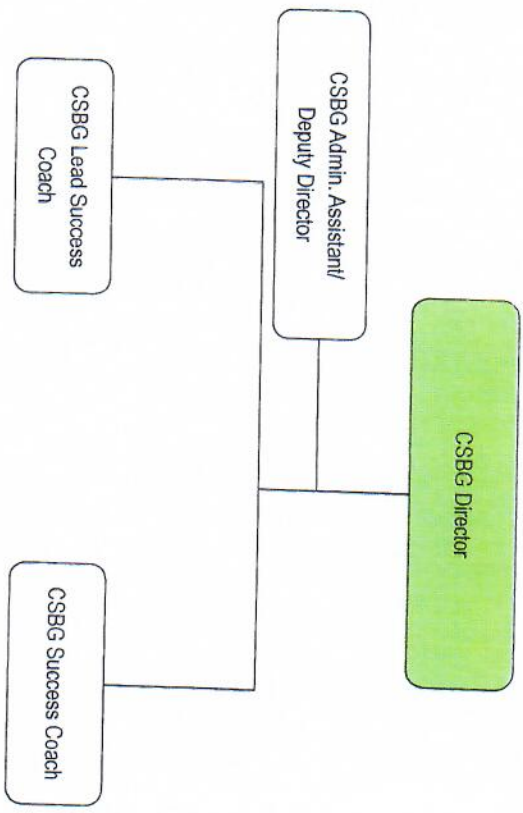 CSBG Director
CSBG Admin. Assistant/
Deputy Director
CSBG Lead Success
Coach
CSBG Success Coach